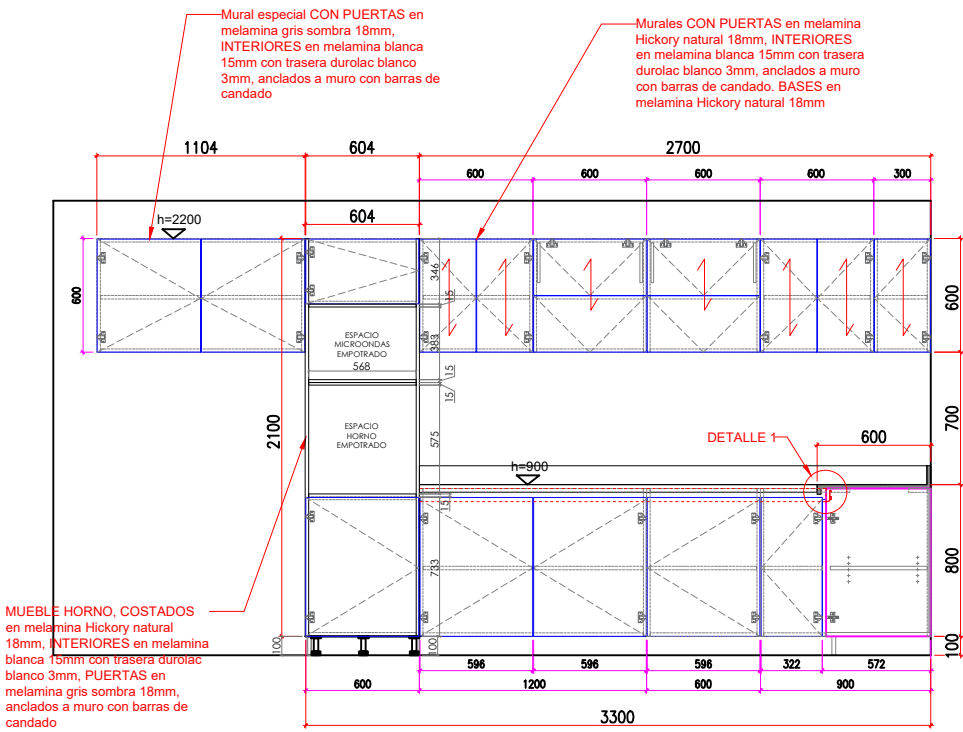 Mural especial CON PUERTAS en
melamina gris sombra 18mm,
INTERIORES en melamina blanca
15mm con trasera durolac blanco
3mm, anclados a muro con barras de
candado
Murales CON PUERTAS en melamina
Hickory natural 18mm, INTERIORES
en melamina blanca 15mm con trasera
durolac blanco 3mm, anclados a muro
con barras de candado. BASES en
melamina Hickory natural 18mm
1104
604
2700
600
600
600
600
300
604
h=2200
600
346
15
383
15
15
575
15
733
100
ESPACIO
MICROONDAS
EMPOTRADO
568
ESPACIO
HORNO
EMPOTRADO
2100
100
h=900
DETALLE 1
600
600
700
800
100
MUEBLE HORNO, COSTADOS
en melamina Hickory natural
18mm, INTERIORES en melamina
blanca 15mm con trasera durolac
blanco 3mm, PUERTAS en
melamina gris sombra 18mm,
anclados a muro con barras de
candado
596
596
596
322
572
600
1200
600
900
3300